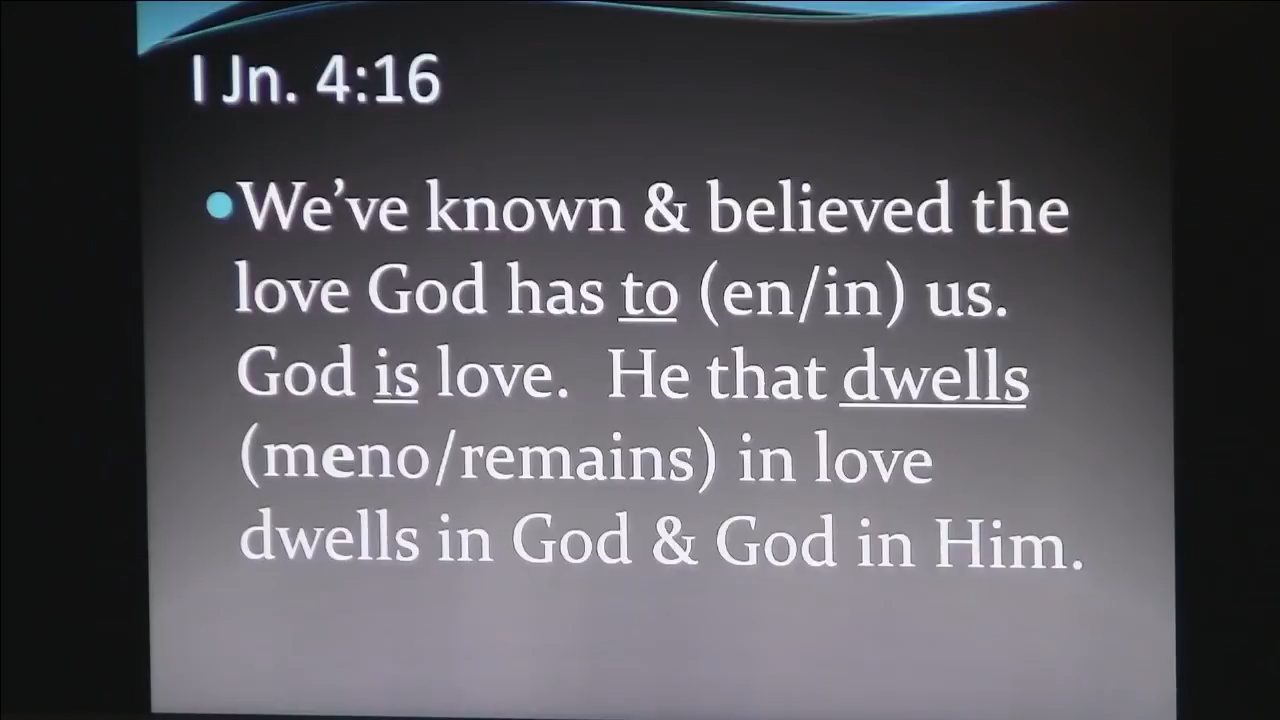 I Jn. 4:16
•We've known & believed the
love God has to (en/in) us.
God is love.  He that dwells
(meno/remains) in love
dwells in God & God in Him.